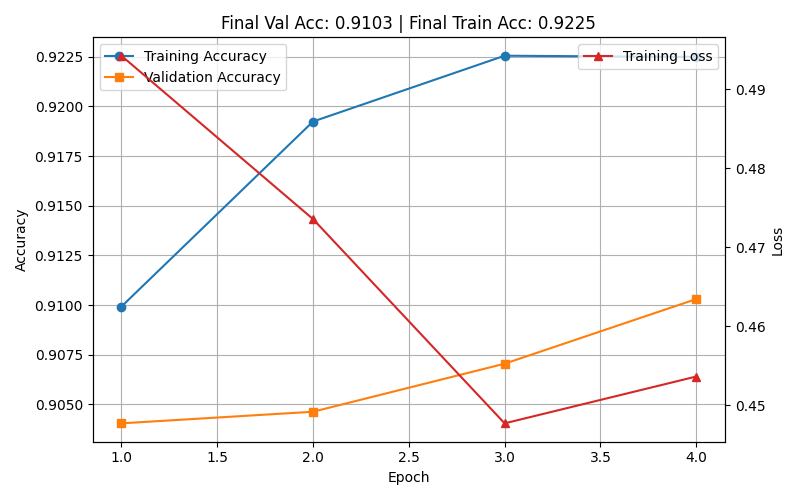 Final Val Acc: 0.9103 | Final Train Acc: 0.9225
Training Accuracy
Validation Accuracy
Training Loss
Accuracy
0.9225
0.9200
0.9175
0.9150
0.9125
0.9100
0.9075
0.9050
0.49
0.48
0.47
0.46
0.45
Loss
1.0 1.5 2.0 2.5 3.0 3.5 4.0
Epoch